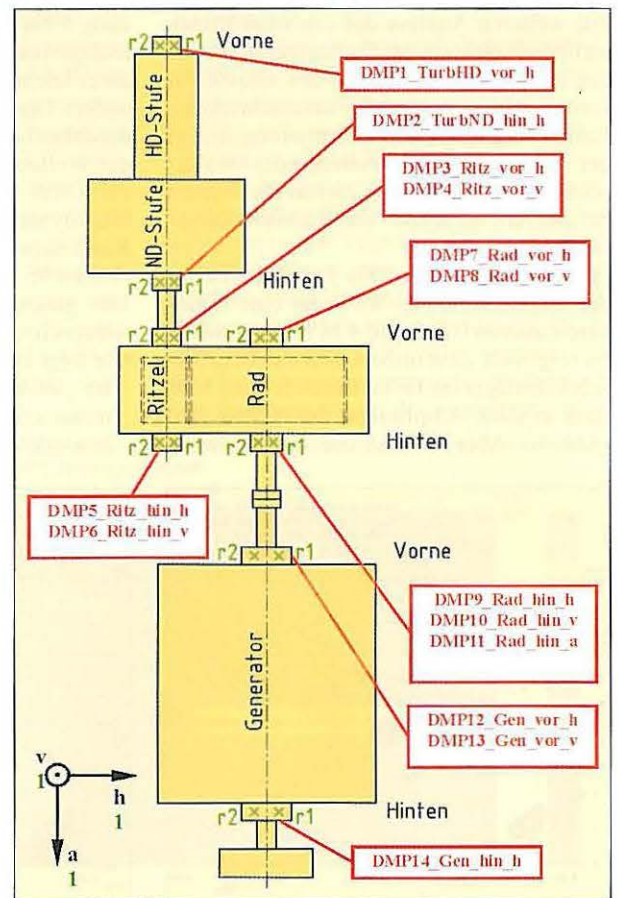 r2 r1 Vorne
DMP1_TurbHD_vor_h
HD-Stufe
DMP2_TurbND_hin_h
DMP3_Ritz_vor_h
DMP4_Ritz_vor_v
ND-Stufe
DMP7_Rad_vor_h
DMP8_Rad_vor_v
r2 r1 Hinten
r2 r1 r2 r1 Vorne
Ritzel
Rad
r2 r1 r2 r1 Hinten
DMP5_Ritz_hin_h
DMP6_Ritz_hin_v
r2 r1 Vorne
DMP9_Rad_hin_h
DMP10_Rad_hin_v
DMP11_Rad_hin_a
Generator
DMP12_Gen_vor_h
DMP13_Gen_vor_v
v
1
h
1
a
1
r2 r1 Hinten
DMP14_Gen_hin_h